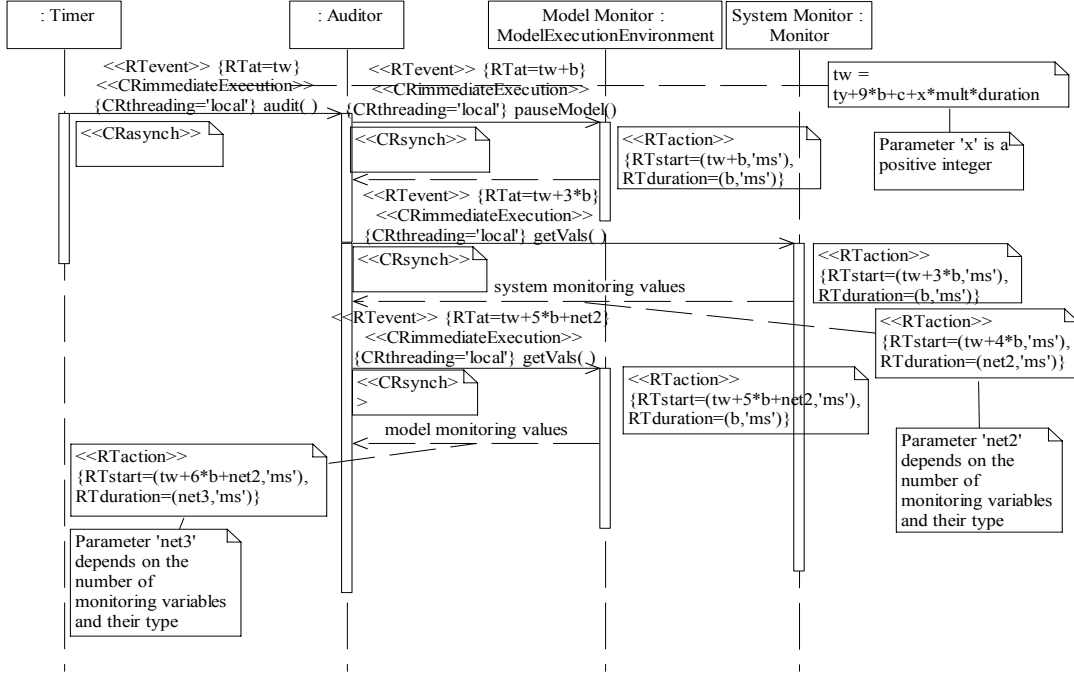 : Timer
: Auditor
Model Monitor :
ModelExecutionEnvironment
System Monitor :
Monitor
<<RTevent>> {RTat=tw}
<<CRimmediateExecution>>
{CRthreading='local'} audit( )
<<RTevent>> {RTat=tw+b}
<<CRimmediateExecution>>
{CRthreading='local'} pauseModel()
tw =
ty+9*b+c+x*mult*duration
Parameter 'x' is a
positive integer
<<CRasynch>>
<<CRsynch>>
<<RTaction>>
{RTstart=(tw+b,'ms'),
RTduration=(b,'ms')}
<<RTevent>> {RTat=tw+3*b}
<<CRimmediateExecution>>
{CRthreading='local'} getVals( )
<<CRsynch>>
system monitoring values
<<RTaction>>
{RTstart=(tw+3*b,'ms'),
RTduration=(b,'ms')}
<<RTevent>> {RTat=tw+5*b+net2}
<<CRimmediateExecution>>
{CRthreading='local'} getVals( )
<<RTaction>>
{RTstart=(tw+4*b,'ms'),
RTduration=(net2,'ms')}
<<CRsynch>
>
<<RTaction>>
{RTstart=(tw+5*b+net2,'ms'),
RTduration=(b,'ms')}
model monitoring values
Parameter 'net2'
depends on the
number of
monitoring variables
and their type
<<RTaction>>
{RTstart=(tw+6*b+net2,'ms'),
RTduration=(net3,'ms')}
Parameter 'net3'
depends on the
number of
monitoring variables
and their type